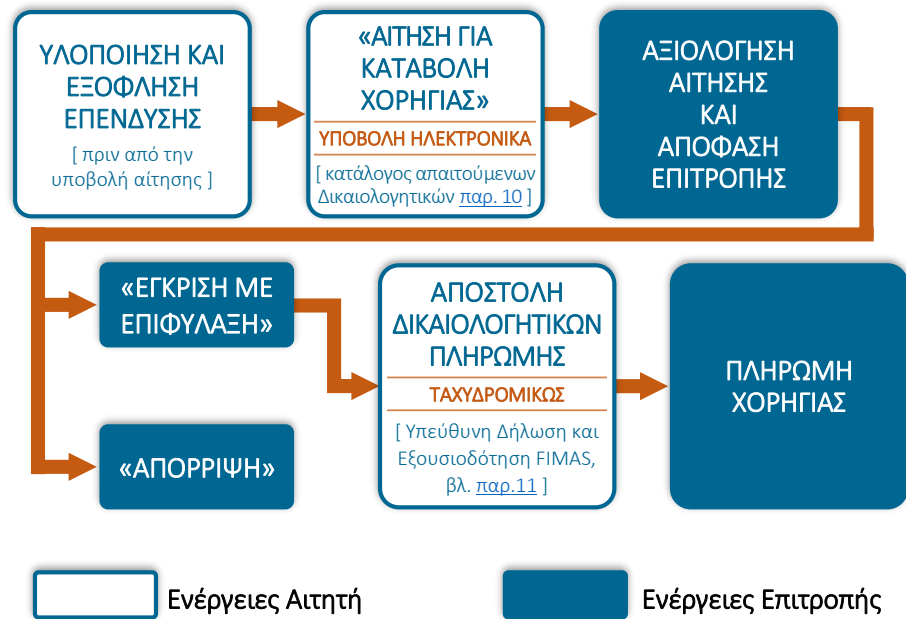 ΥΛΟΠΟΙΗΣΗ ΚΑΙ
ΕΞΟΦΛΗΣΗ
ΕΠΕΝΔΥΣΗΣ
[ πριν από την
υποβολή αίτησης ]
«ΑΙΤΗΣΗ ΓΙΑ
ΚΑΤΑΒΟΛΗ
ΧΟΡΗΓΙΑΣ»
ΥΠΟΒΟΛΗ ΗΛΕΚΤΡΟΝΙΚΑ
[ κατάλογος απαιτούμενων
Δικαιολογητικών παρ. 10 ]
ΑΞΙΟΛΟΓΗΣΗ
ΑΙΤΗΣΗΣ
ΚΑΙ
ΑΠΟΦΑΣΗ
ΕΠΙΤΡΟΠΗΣ
«ΕΓΚΡΙΣΗ ΜΕ
ΕΠΙΦΥΛΑΞΗ»
«ΑΠΟΡΡΙΨΗ»
ΑΠΟΣΤΟΛΗ
ΔΙΚΑΙΟΛΟΓΗΤΙΚΩΝ
ΠΛΗΡΩΜΗΣ
ΤΑΧΥΔΡΟΜΙΚΩΣ
[ Υπεύθυνη Δήλωση και
Εξουσιοδότηση FIMAS,
βλ. παρ.11 ]
ΠΛΗΡΩΜΗ
ΧΟΡΗΓΙΑΣ
Ενέργειες Αιτητή
Ενέργειες Επιτροπής